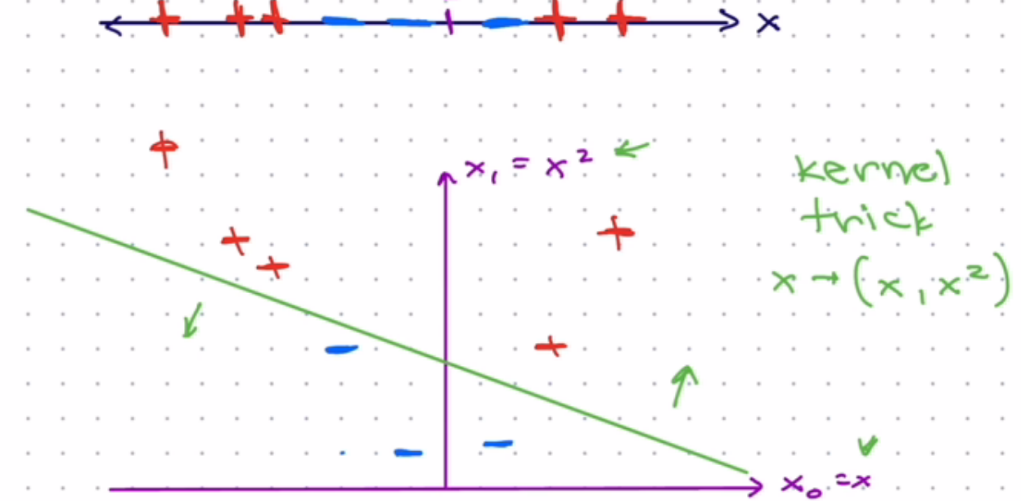 x
x₁ = x²
kernel
trick
x → (x, x²)
x₀ = x